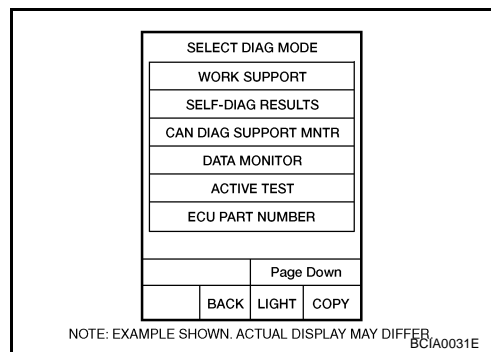 SELECT DIAG MODE
WORK SUPPORT
SELF-DIAG RESULTS
CAN DIAG SUPPORT MNTR
DATA MONITOR
ACTIVE TEST
ECU PART NUMBER
Page Down
BACK LIGHT COPY
NOTE: EXAMPLE SHOWN. ACTUAL DISPLAY MAY DIFFER.
BCIA0031E